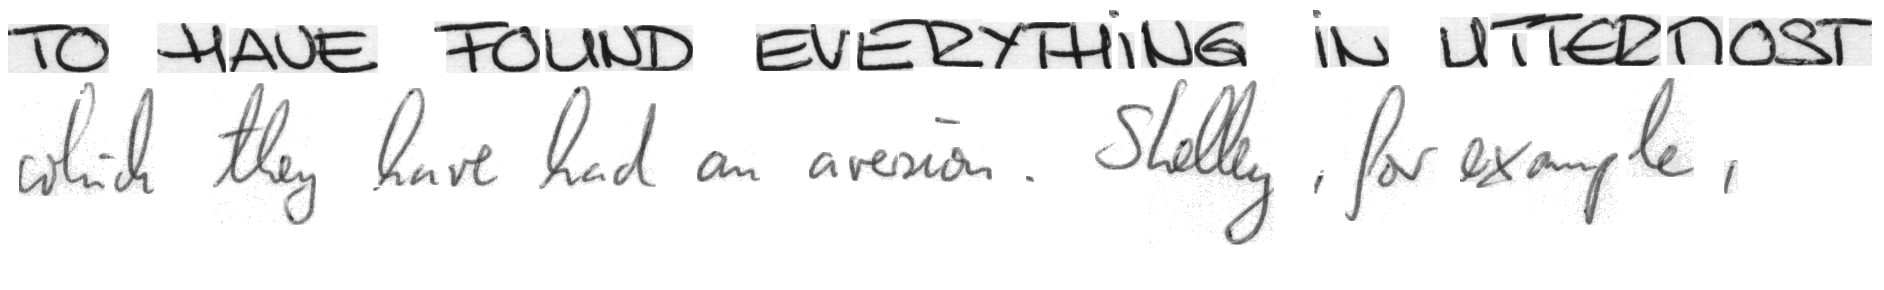 TO HAVE FOUND EVERYTHING IN UTTERMOST
which they have had an aversion. Shelley, for example,